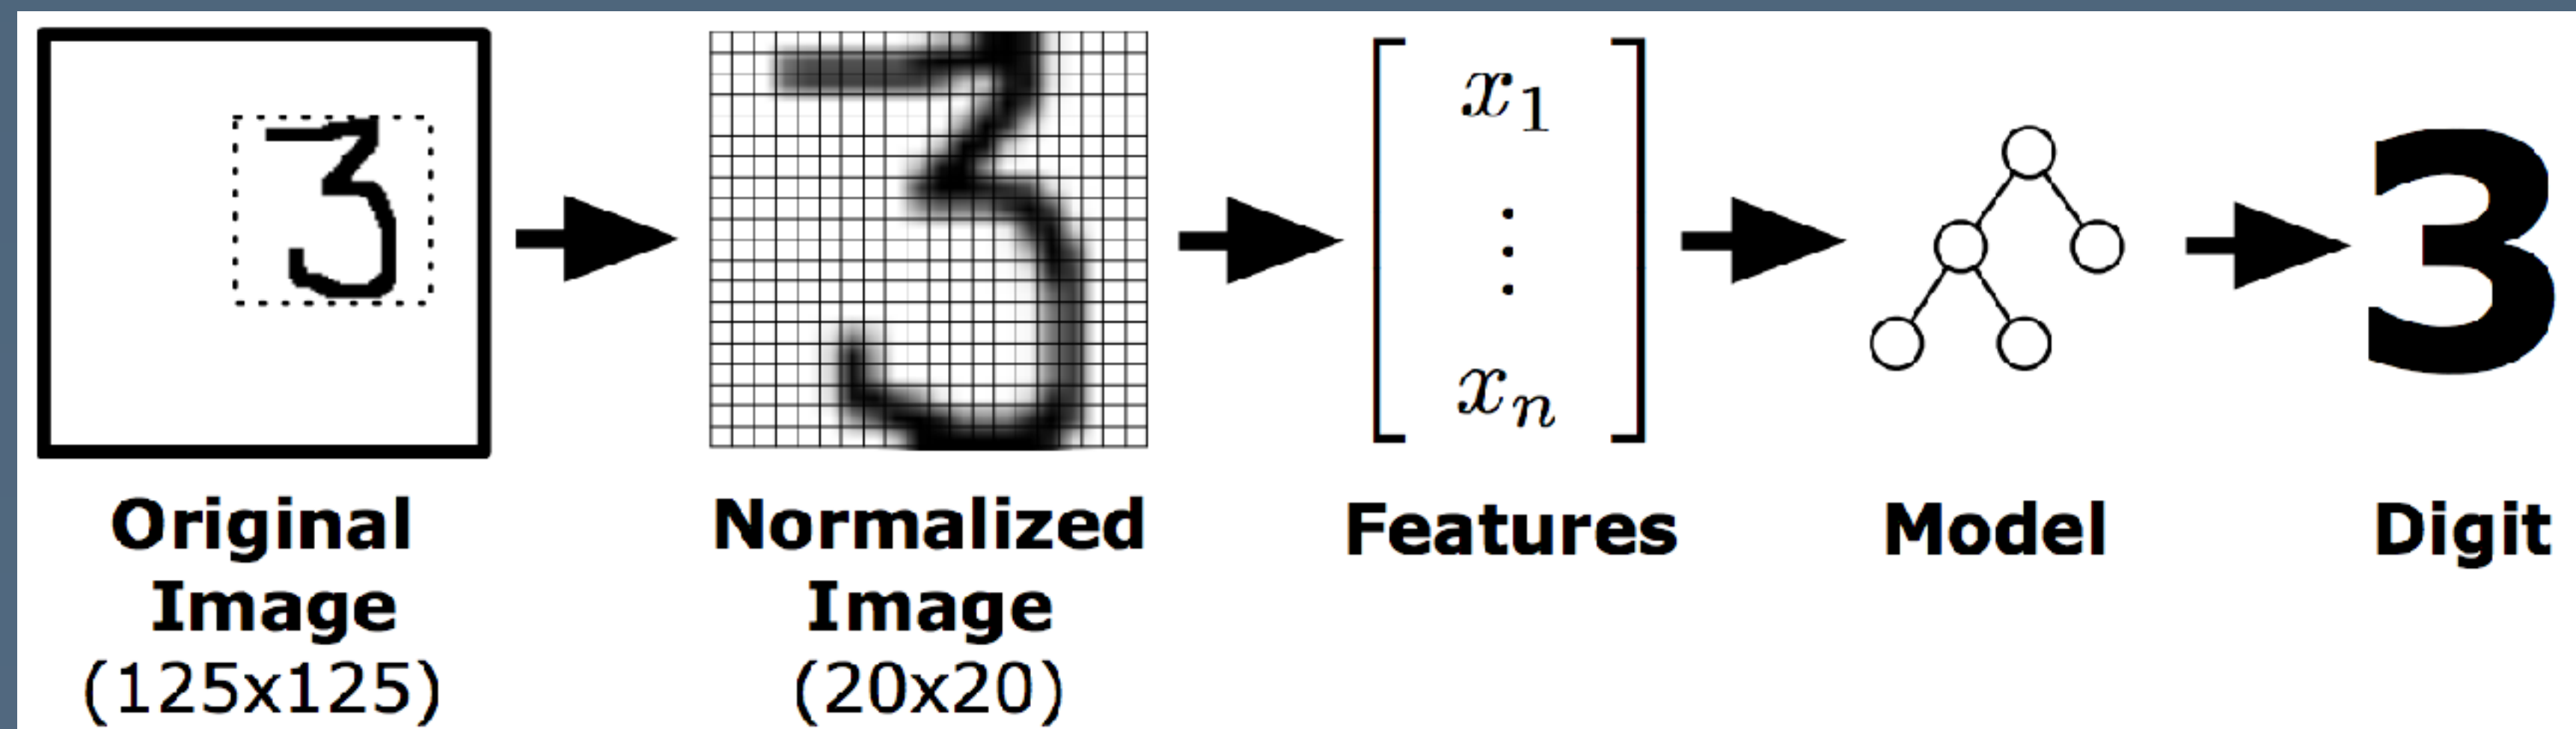 3
x₁
⋮
xₙ
3
Original
Image
(125x125)
Normalized
Image
(20x20)
Features
Model
Digit